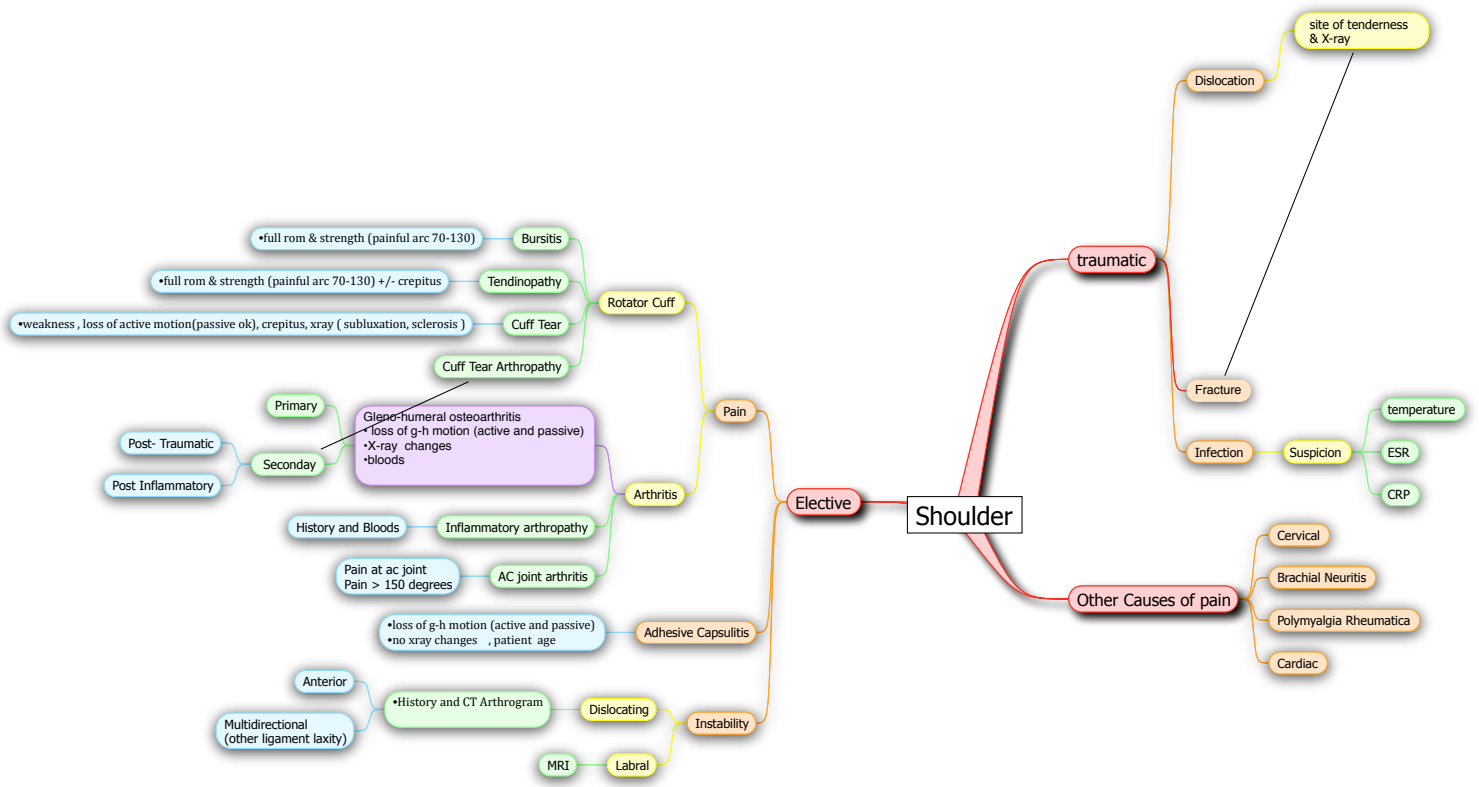 Shoulder
traumatic
Dislocation
site of tenderness
& X-ray
Fracture
Infection
Suspicion
temperature
ESR
CRP
Other Causes of pain
Cervical
Brachial Neuritis
Polymyalgia Rheumatica
Cardiac
Elective
Pain
Rotator Cuff
Bursitis
•full rom & strength (painful arc 70-130)
Tendinopathy
•full rom & strength (painful arc 70-130) +/- crepitus
Cuff Tear
•weakness , loss of active motion(passive ok), crepitus, xray ( subluxation, sclerosis )
Cuff Tear Arthropathy
Arthritis
Gleno-humeral osteoarthritis
• loss of g-h motion (active and passive)
•X-ray changes
•bloods
Primary
Seconday
Post- Traumatic
Post Inflammatory
Inflammatory arthropathy
History and Bloods
AC joint arthritis
Pain at ac joint
Pain > 150 degrees
Adhesive Capsulitis
•loss of g-h motion (active and passive)
•no xray changes , patient age
Instability
Dislocating
•History and CT Arthrogram
Anterior
Multidirectional
(other ligament laxity)
Labral
MRI